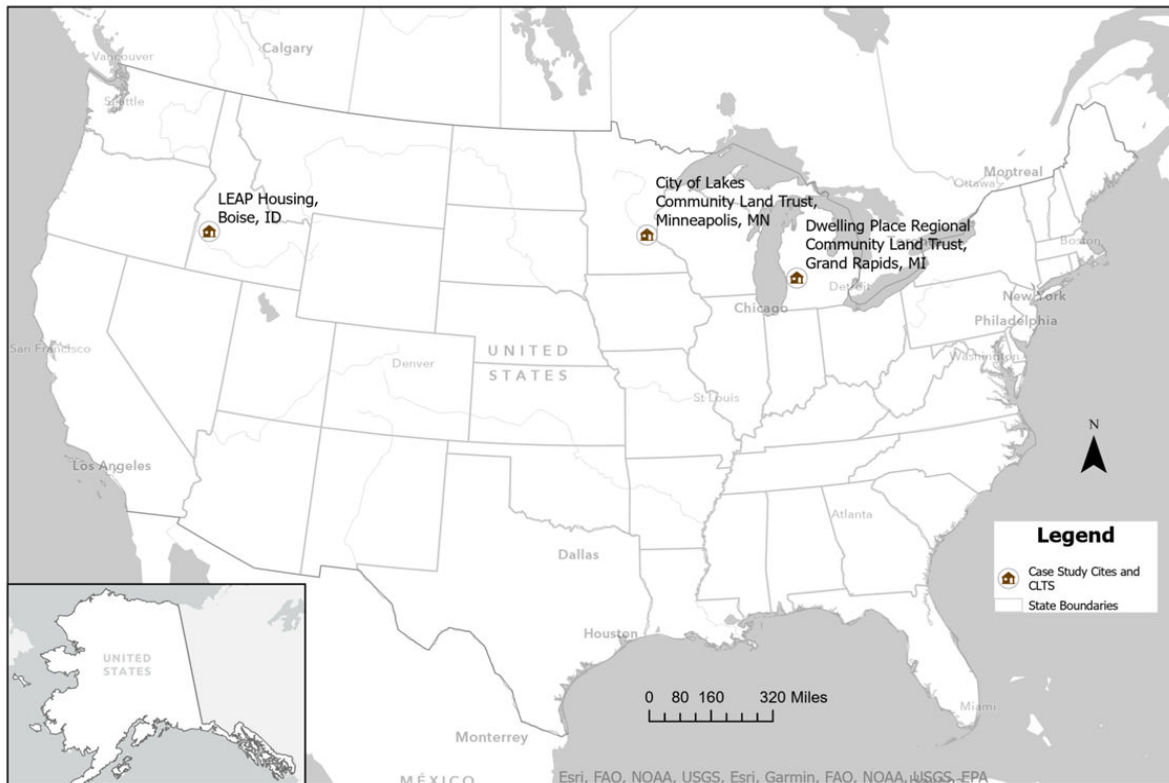 Vancouver
Calgary
Seattle
LEAP Housing,
Boise, ID
City of Lakes
Community Land Trust,
Minneapolis, MN
Dwelling Place Regional
Community Land Trust,
Grand Rapids, MI
Montreal
Ottawa
Boston
Detroit
Chicago
New York
Philadelphia
Washington
San Francisco
Denver
UNITED
STATES
St Louis
Los Angeles
Atlanta
Dallas
Houston
Miami
Monterrey
MÉXICO
N
Legend
Case Study Cites and
CLTS
State Boundaries
0 80 160 320 Miles
UNITED
STATES
Esri, FAO, NOAA, USGS, Esri, Garmin, FAO, NOAA, USGS, EPA